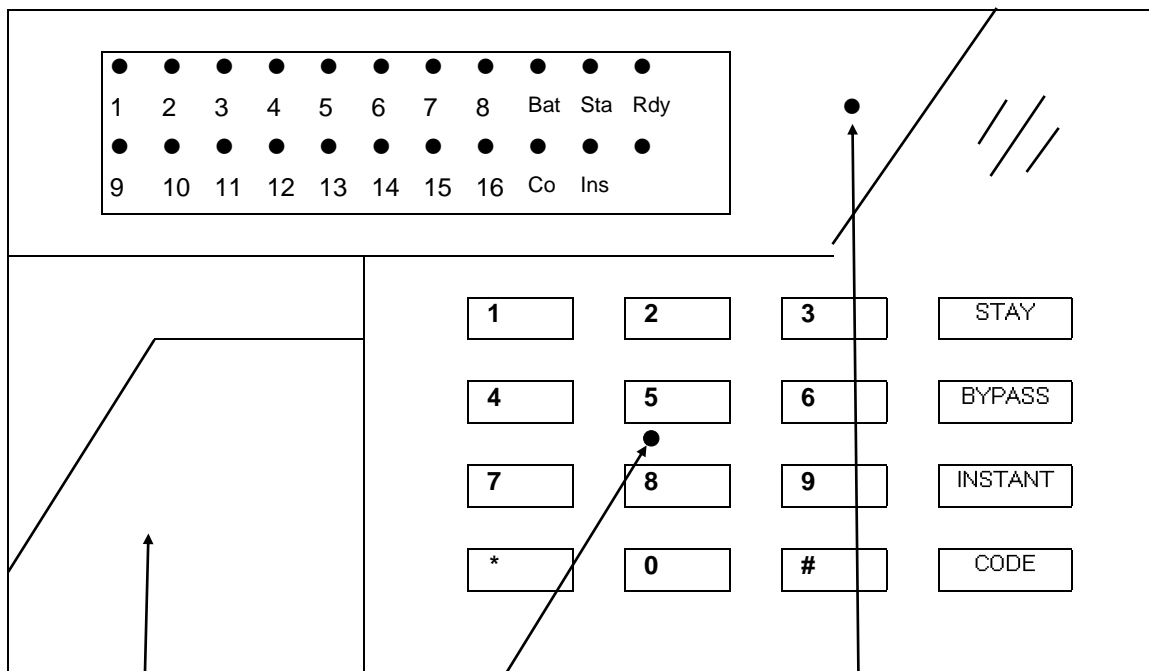 1 2 3 4 5 6 7 8 Bat Sta Rdy
9 10 11 12 13 14 15 16 Co Ins
1 2 3 STAY
4 5 6 BYPASS
7 8 9 INSTANT
* 0 # CODE